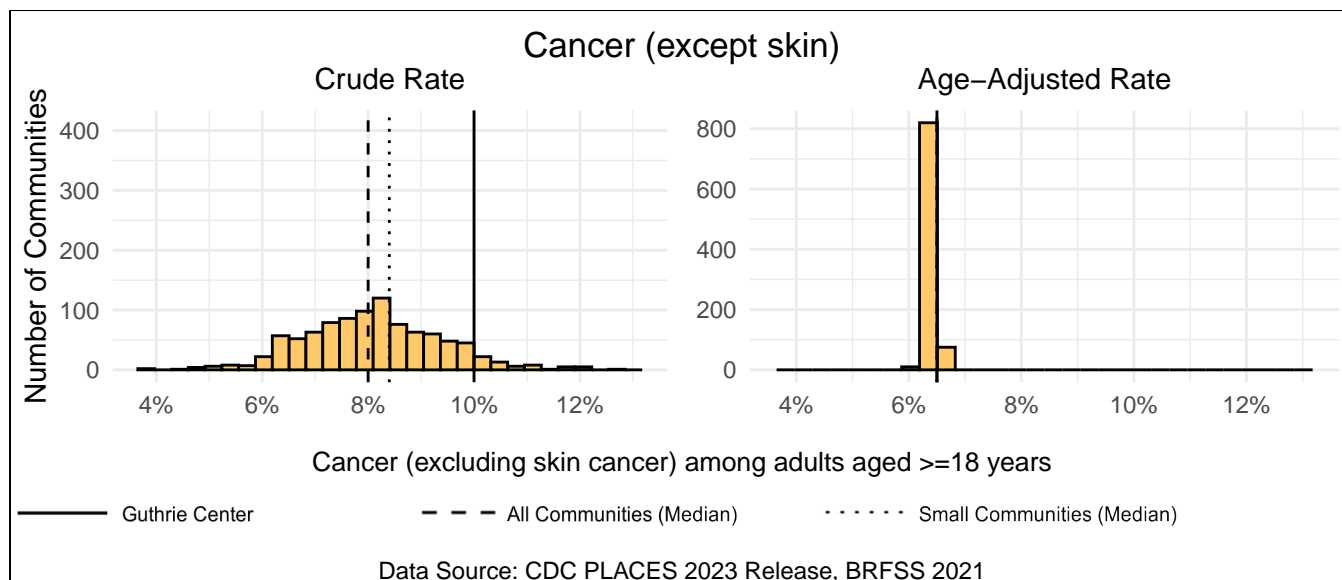 Cancer (except skin)
Crude Rate
Age−Adjusted Rate
Number of Communities
400
300
200
100
0
4%
6%
8%
10%
12%
800
600
400
200
0
4%
6%
8%
10%
12%
Cancer (excluding skin cancer) among adults aged >=18 years
Guthrie Center
All Communities (Median)
Small Communities (Median)
Data Source: CDC PLACES 2023 Release, BRFSS 2021